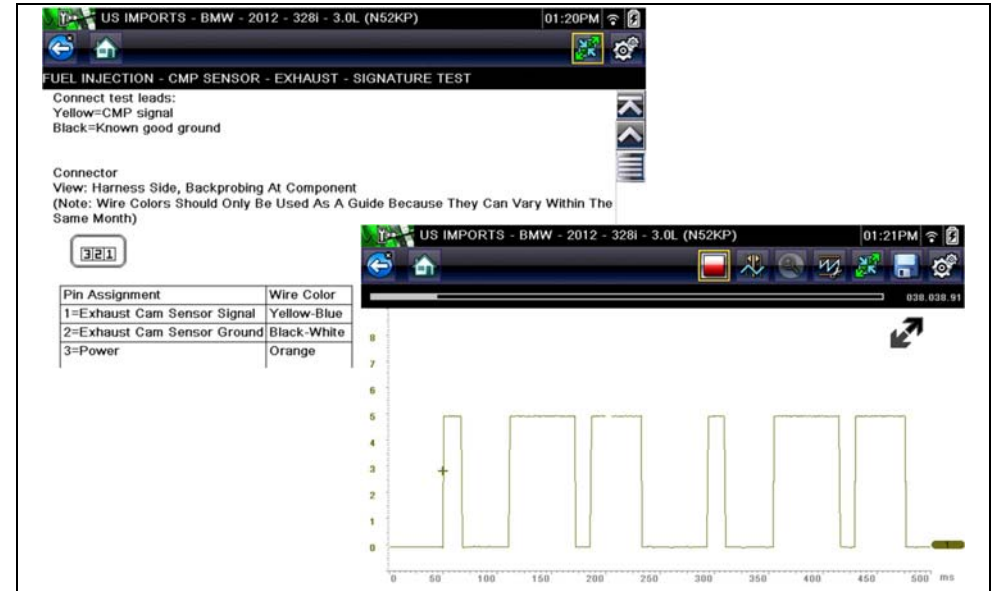 US IMPORTS - BMW - 2012 - 328i - 3.0L (N52KP) 01:20PM
FUEL INJECTION - CMP SENSOR - EXHAUST - SIGNATURE TEST
Connect test leads:
Yellow=CMP signal
Black=Known good ground
Connector
View: Harness Side, Backprobing At Component
(Note: Wire Colors Should Only Be Used As A Guide Because They Can Vary Within The
Same Month)
3 2 1
Pin Assignment Wire Color
1=Exhaust Cam Sensor Signal Yellow-Blue
2=Exhaust Cam Sensor Ground Black-White
3=Power Orange
US IMPORTS - BMW - 2012 - 328i - 3.0L (N52KP) 01:21PM
038.038.91
8
7
6
5
4
3
2
1
0
1
0 50 100 150 200 250 300 350 400 450 500 ms